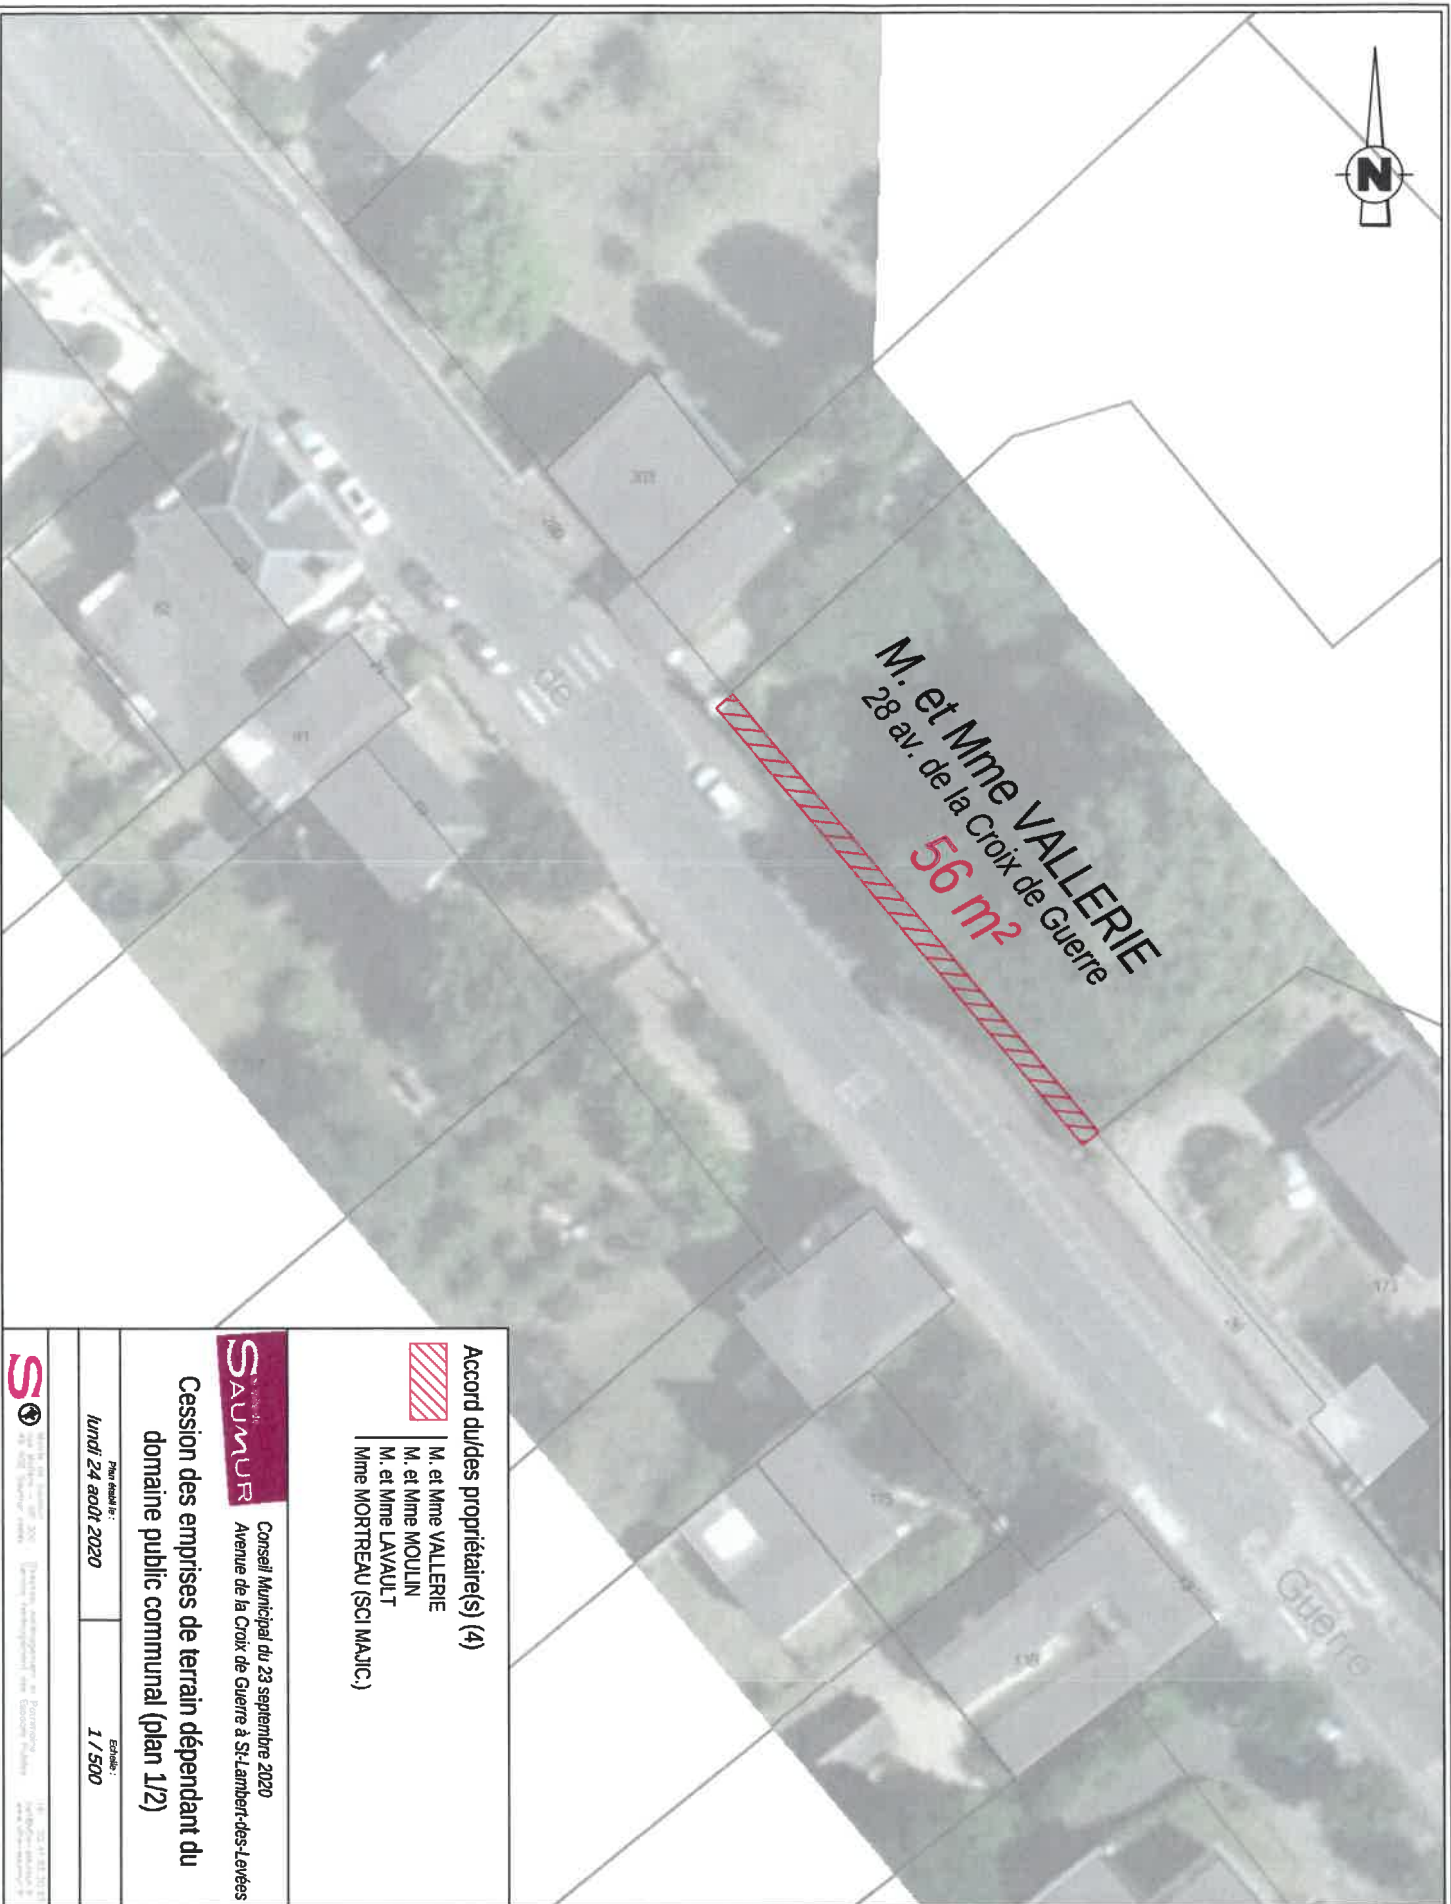 N
M. et Mme VALLERIE
28 av. de la Croix de Guerre
56 m²
de
Guerre
Accord du/des propriétaire(s) (4)
M. et Mme VALLERIE
M. et Mme MOULIN
M. et Mme LAVAULT
Mme MORTREAU (SCI MAJIC.)
SAUMUR
Conseil Municipal du 23 septembre 2020
Avenue de la Croix de Guerre à St-Lambert-des-Levées
Cession des emprises de terrain dépendant du
domaine public communal (plan 1/2)
Plan établi le :
lundi 24 août 2020
Echelle :
1 / 500
S